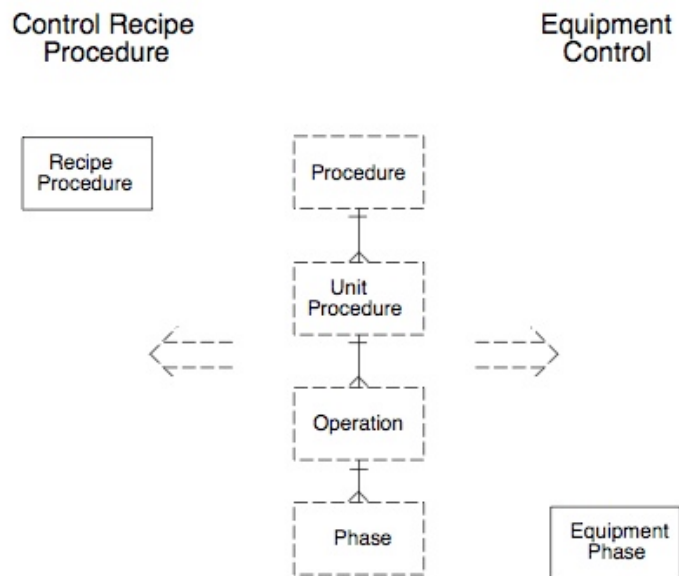 Control Recipe
Procedure
Equipment
Control
Recipe
Procedure
Procedure
Unit
Procedure
Operation
Phase
Equipment
Phase